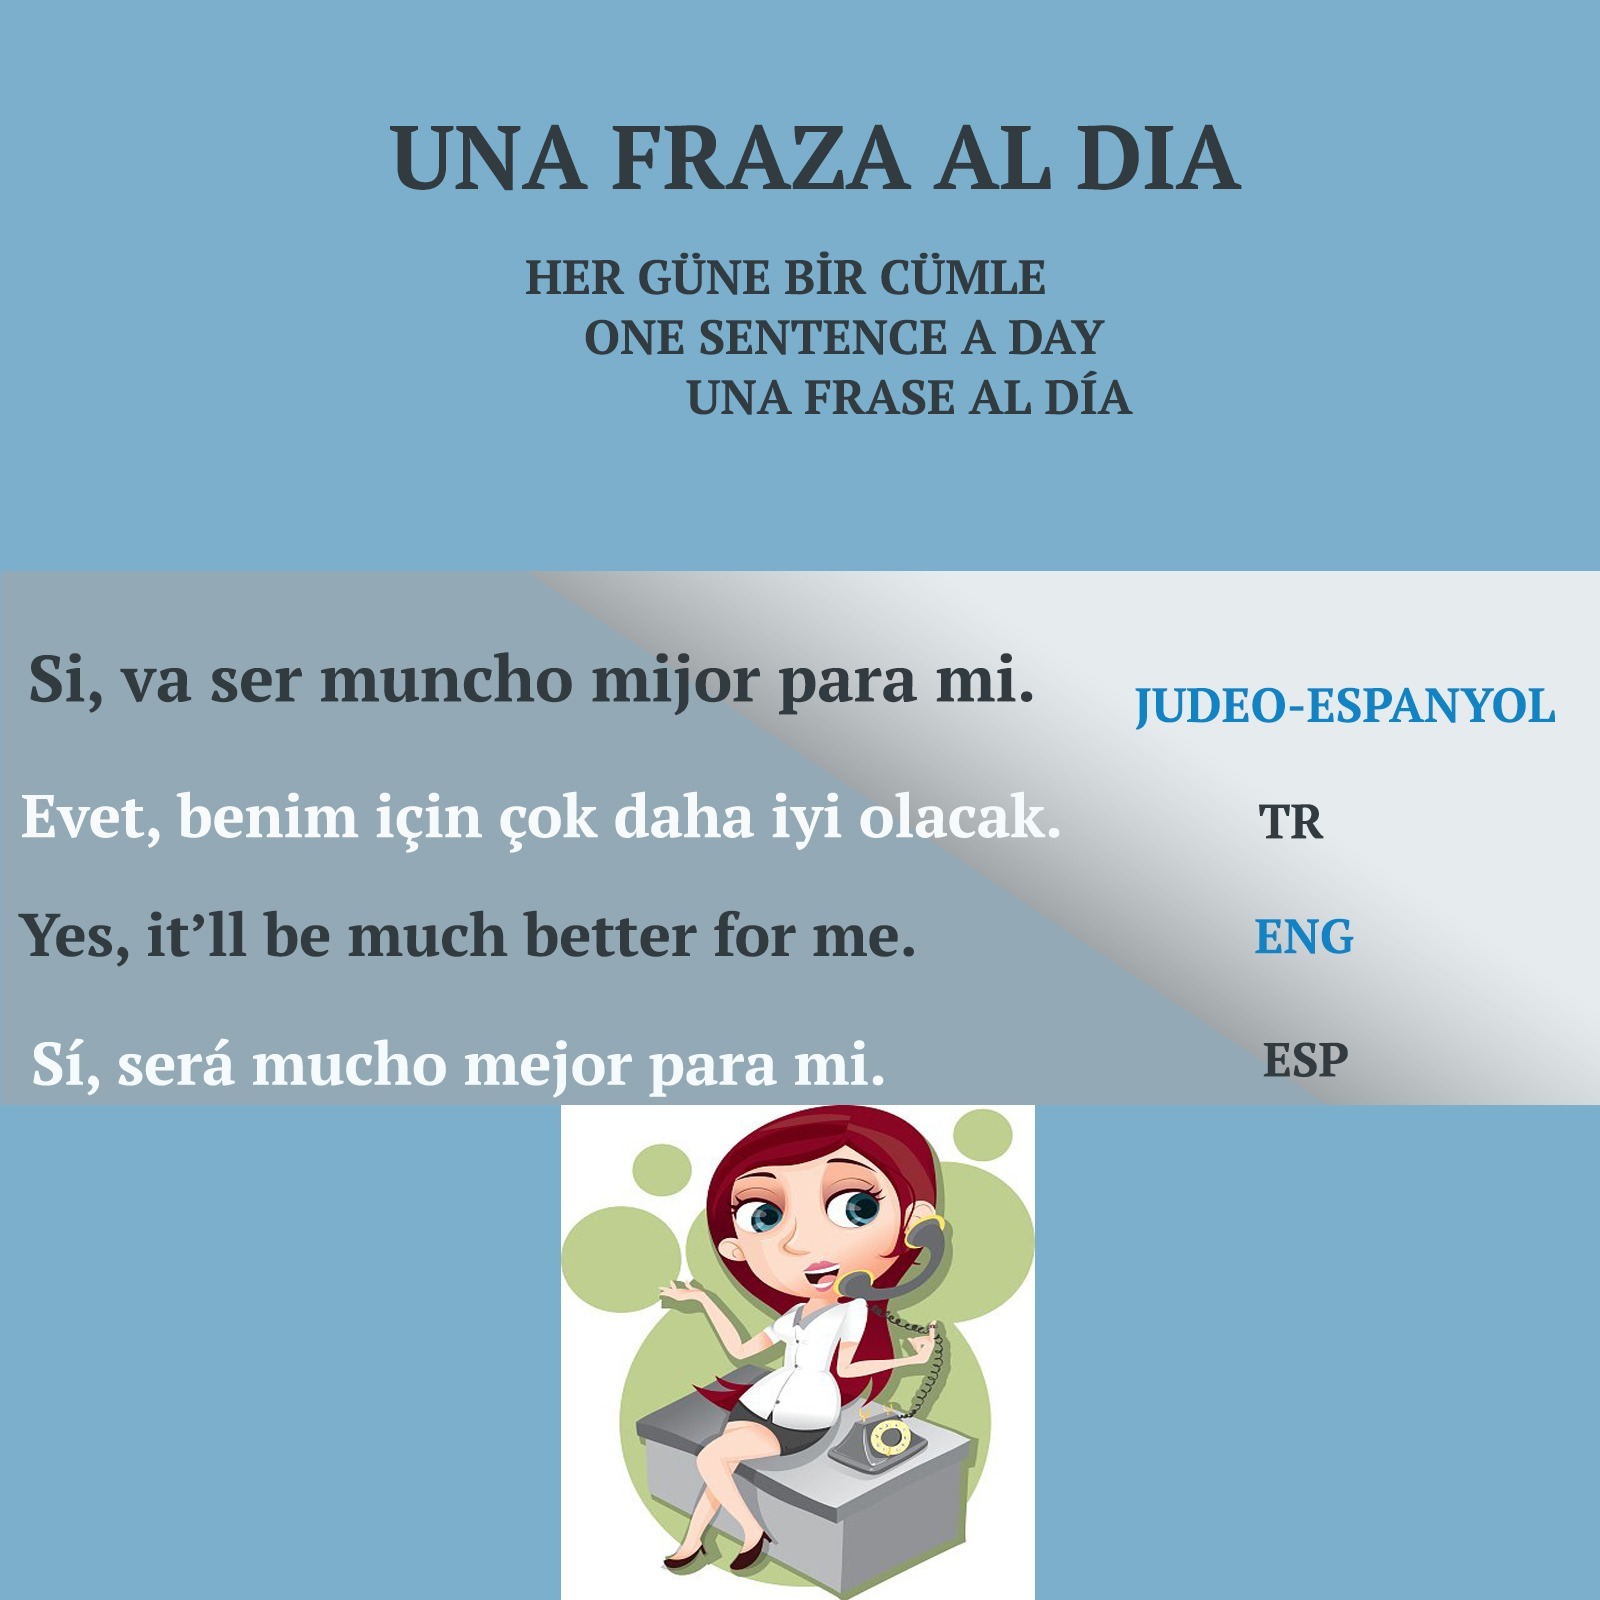 UNA FRAZA AL DIA
HER GÜNE BİR CÜMLE
ONE SENTENCE A DAY
UNA FRASE AL DÍA
Si, va ser muncho mijor para mi. JUDEO-ESPANYOL
Evet, benim için çok daha iyi olacak. TR
Yes, it’ll be much better for me. ENG
Sí, será mucho mejor para mi. ESP